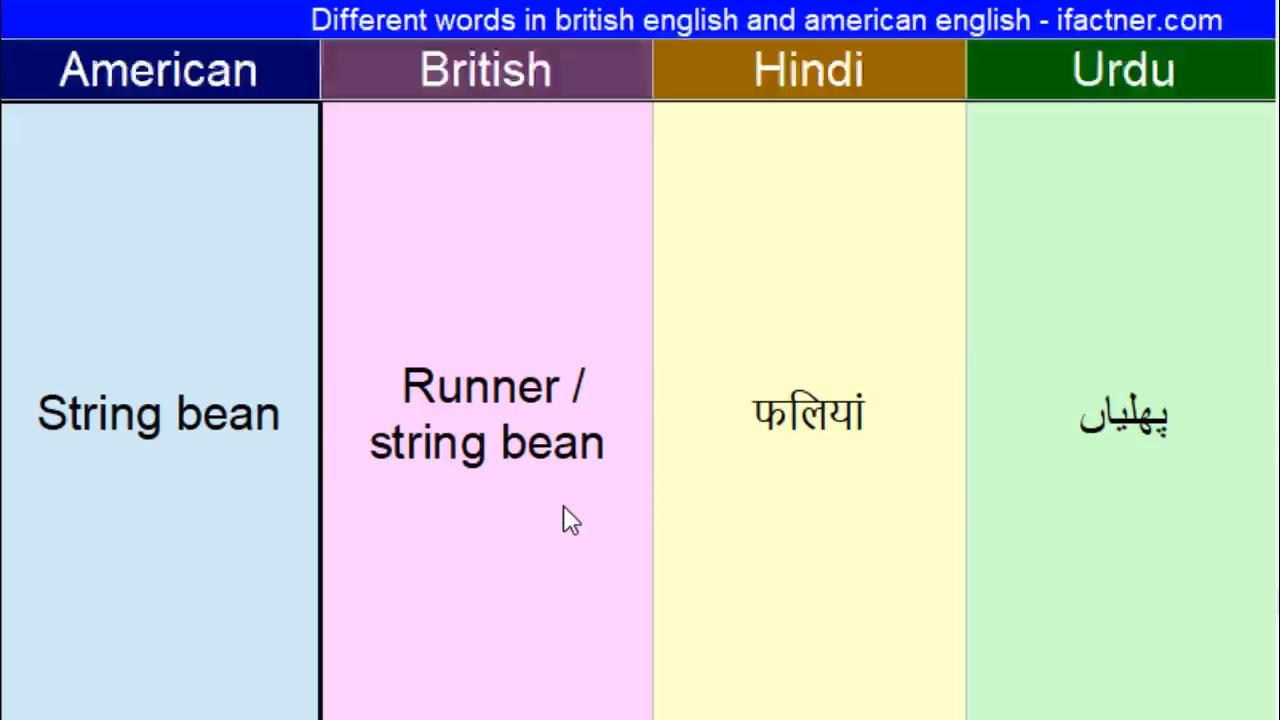 Different words in british english and american english - ifactner.com
American
British
Hindi
Urdu
String bean
Runner /
string bean
फलियां
پھلیاں